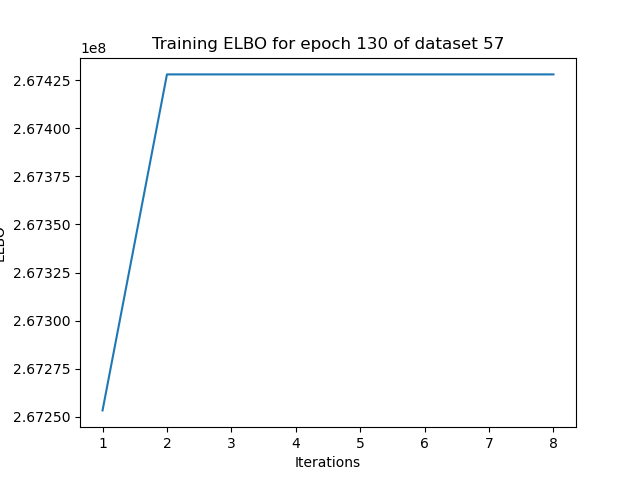 Training ELBO for epoch 130 of dataset 57
1e8
2.67425
2.67400
2.67375
2.67350
2.67325
2.67300
2.67275
2.67250
ELBO
1 2 3 4 5 6 7 8
Iterations